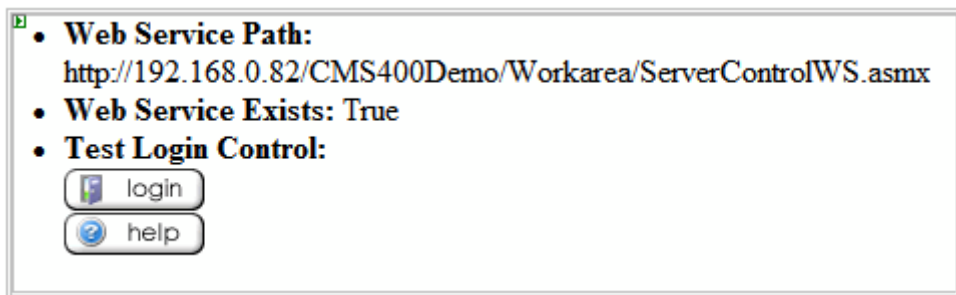 Web Service Path:
http://192.168.0.82/CMS400Demo/Workarea/ServerControlWS.asmx
Web Service Exists: True
Test Login Control:
login
help